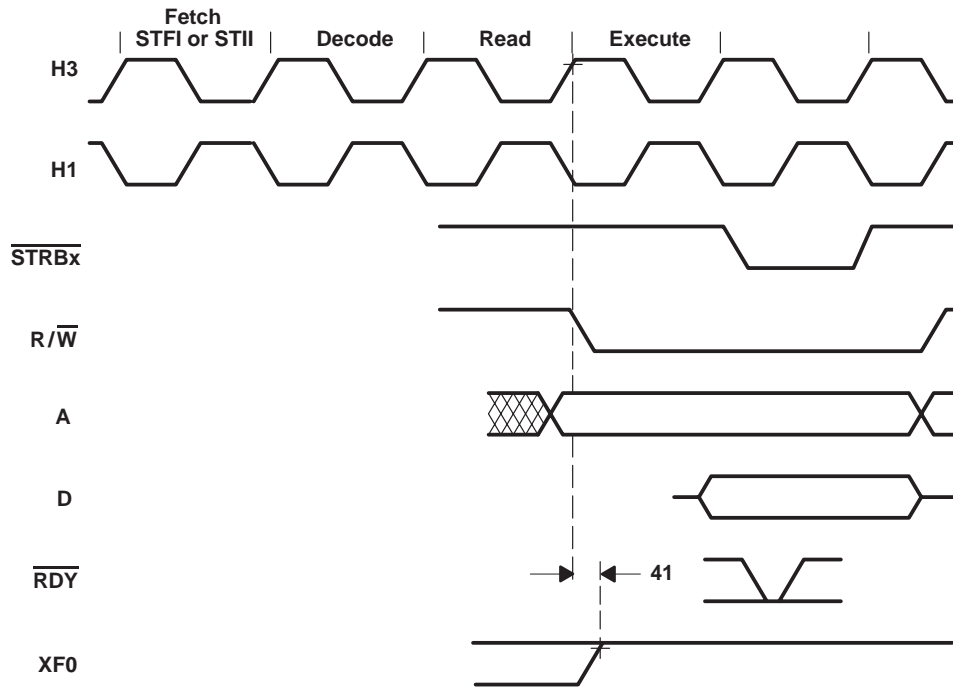 Fetch
STFI or STII
Decode
Read
Execute
H3
H1
STRBx
R/W
A
D
RDY
41
XF0